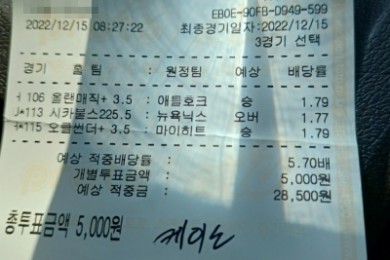 EB0E-90FB-D949-599
2022/12/15 08:27:22 최종경기일자:2022/12/15
3경기 선택
경기 홈 팀 : 원정팀 예상 배당률
106 올랜매직+ 3.5 : 애틀호크 승 1.79
*113 시카불스225.5 : 뉴욕닉스 오버 1.77
*115 오클썬더+ 3.5 : 마이히트 승 1.79
예상 적중배당률 : 5.70배
개별투표금액 : 5,000원
예상 적중금 : 28,500원
총투표금액 5,000원
케이노